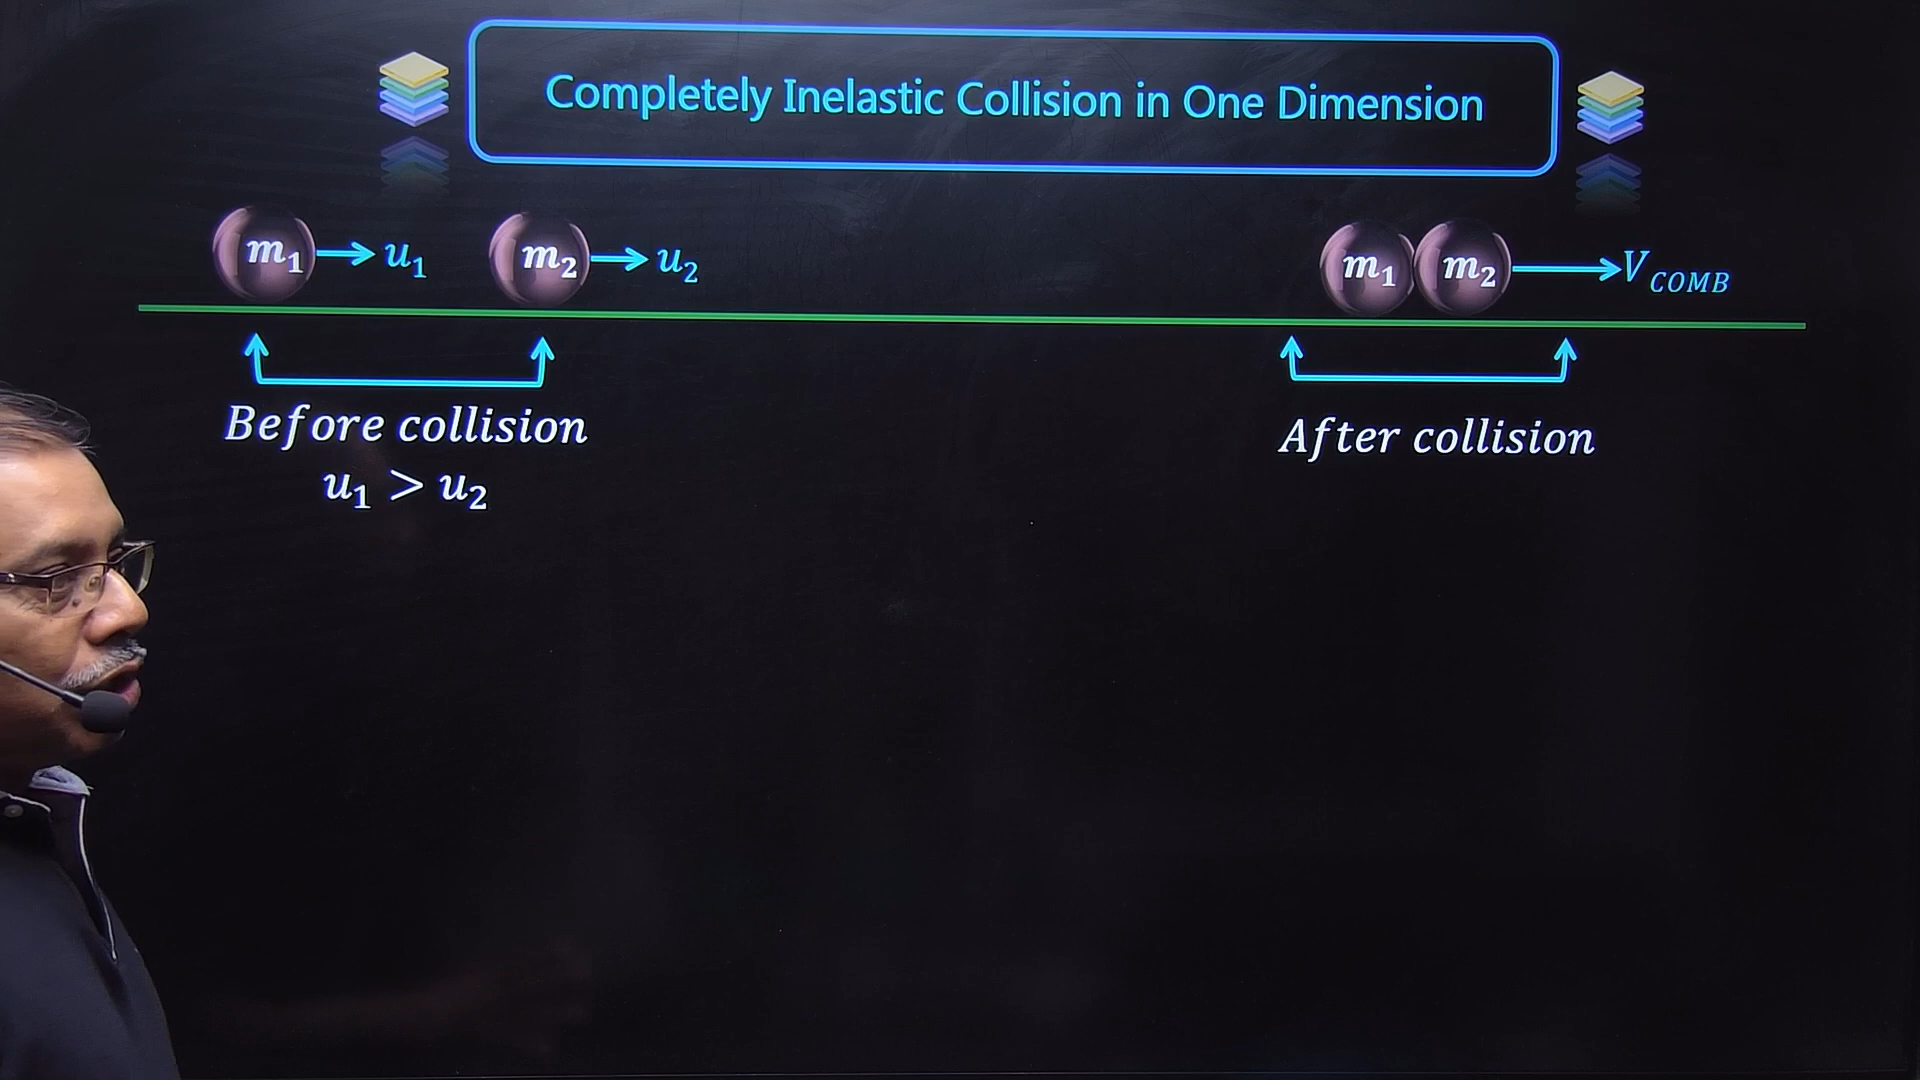 Completely Inelastic Collision in One Dimension
m₁ → u₁ m₂ → u₂ m₁ m₂ → V_COMB
Before collision
After collision
u₁ > u₂